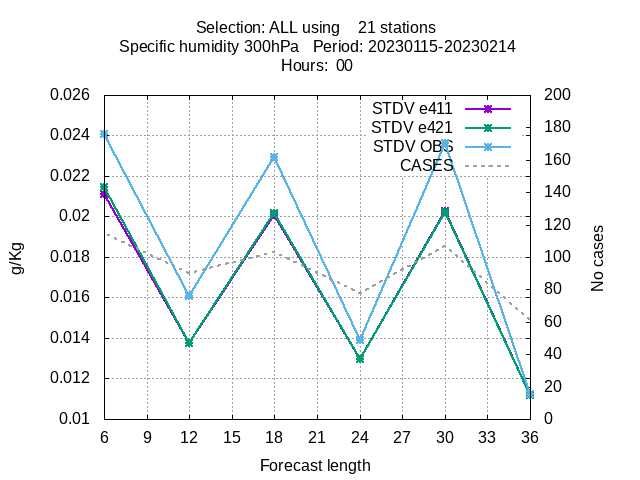 Selection: ALL using    21 stations
Specific humidity 300hPa   Period: 20230115-20230214
Hours:  00
STDV e411
STDV e421
STDV OBS
CASES
g/Kg
0.026
0.024
0.022
0.02
0.018
0.016
0.014
0.012
0.01
200
180
160
140
120
100
80
60
40
20
0
No cases
6 9 12 15 18 21 24 27 30 33 36
Forecast length